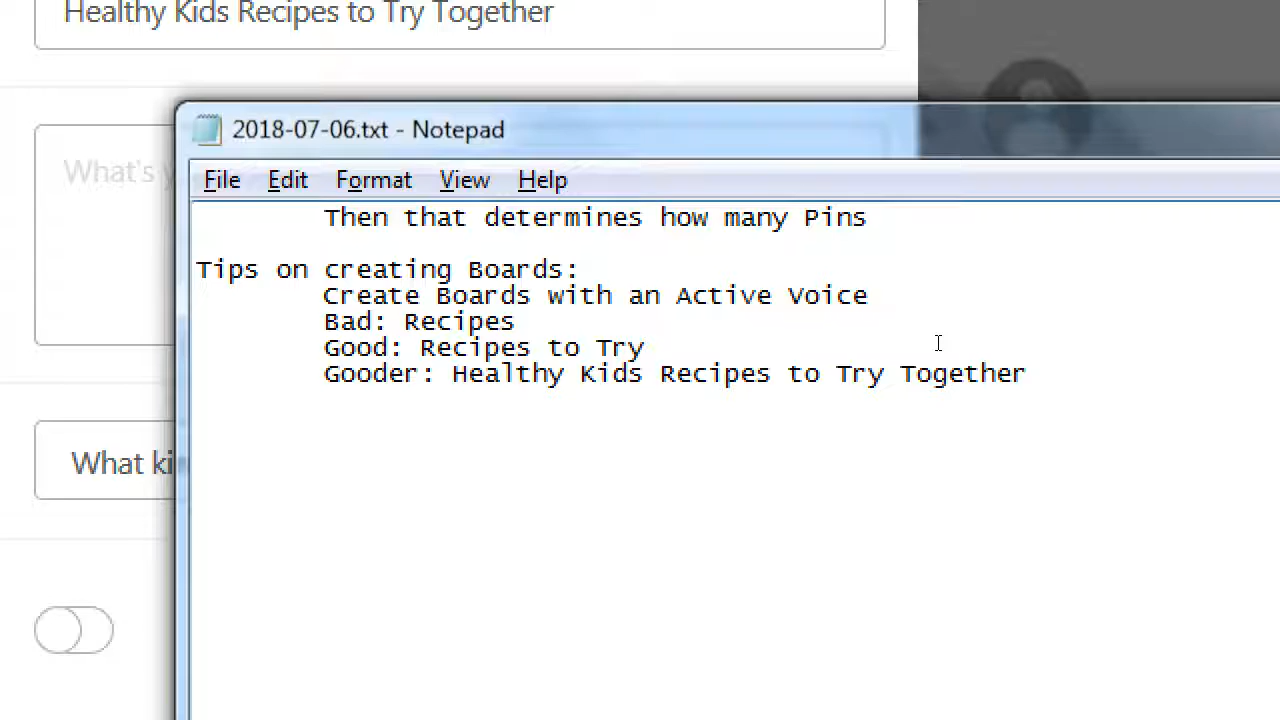 Healthy Kids Recipes to Try Together
2018-07-06.txt - Notepad
What's
File Edit Format View Help
Then that determines how many Pins
Tips on creating Boards:
Create Boards with an Active Voice
Bad: Recipes
Good: Recipes to Try
Gooder: Healthy Kids Recipes to Try Together
What